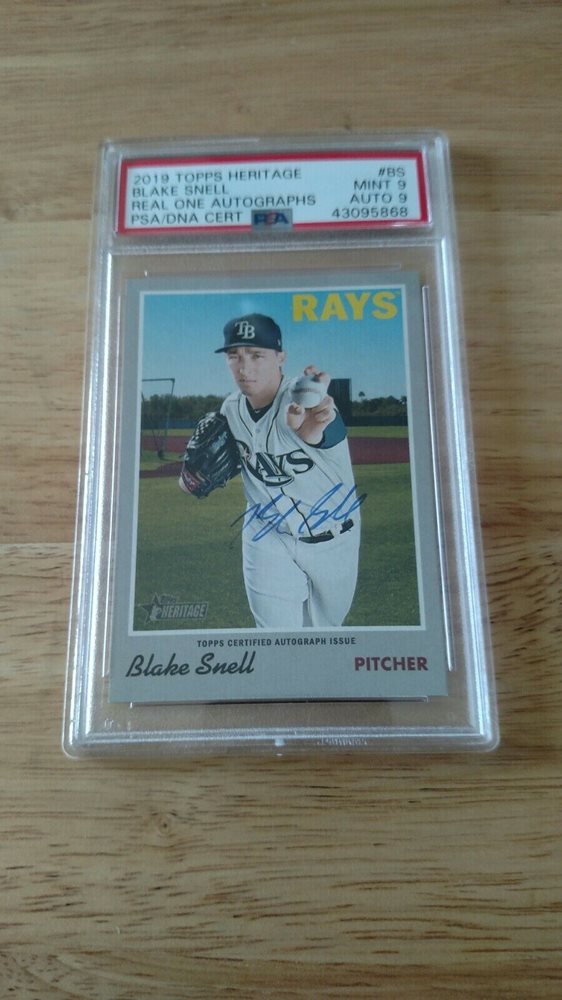 2019 TOPPS HERITAGE #BS
BLAKE SNELL MINT 9
REAL ONE AUTOGRAPHS AUTO 9
PSA/DNA CERT PSA 43095868
RAYS
TB
RAYS
Topps
HERITAGE
TOPPS CERTIFIED AUTOGRAPH ISSUE
Blake Snell PITCHER